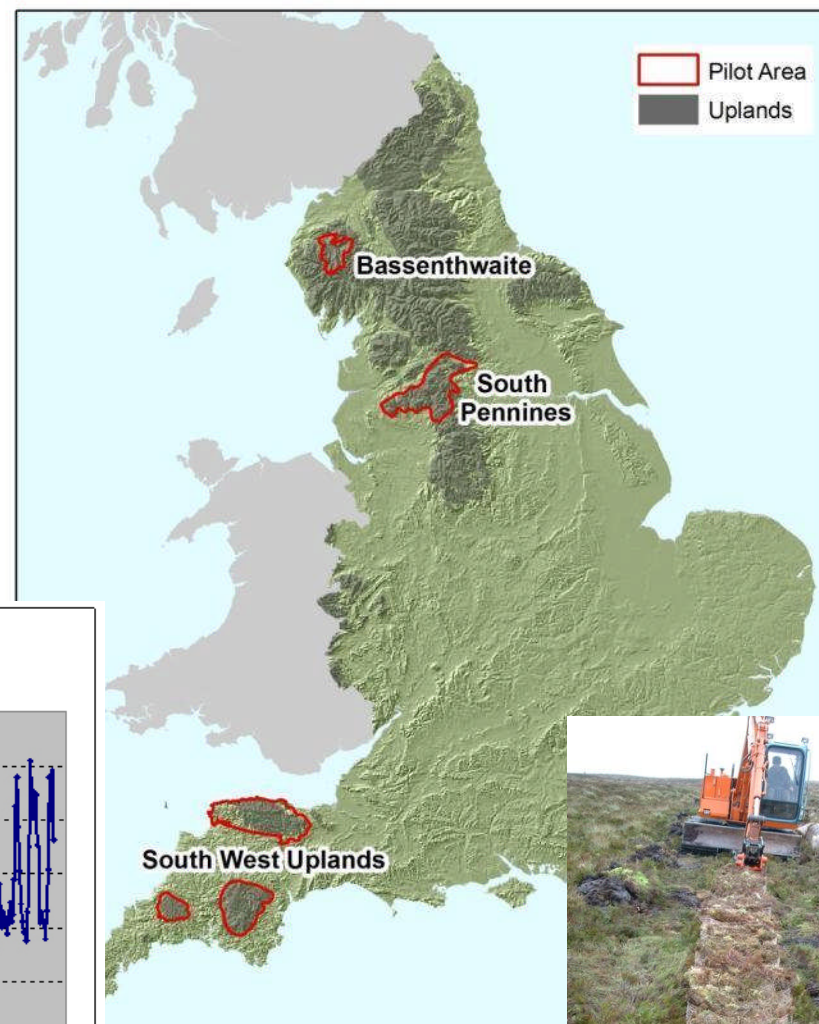 Pilot Area
Uplands
Bassenthwaite
South
Pennines
South West Uplands